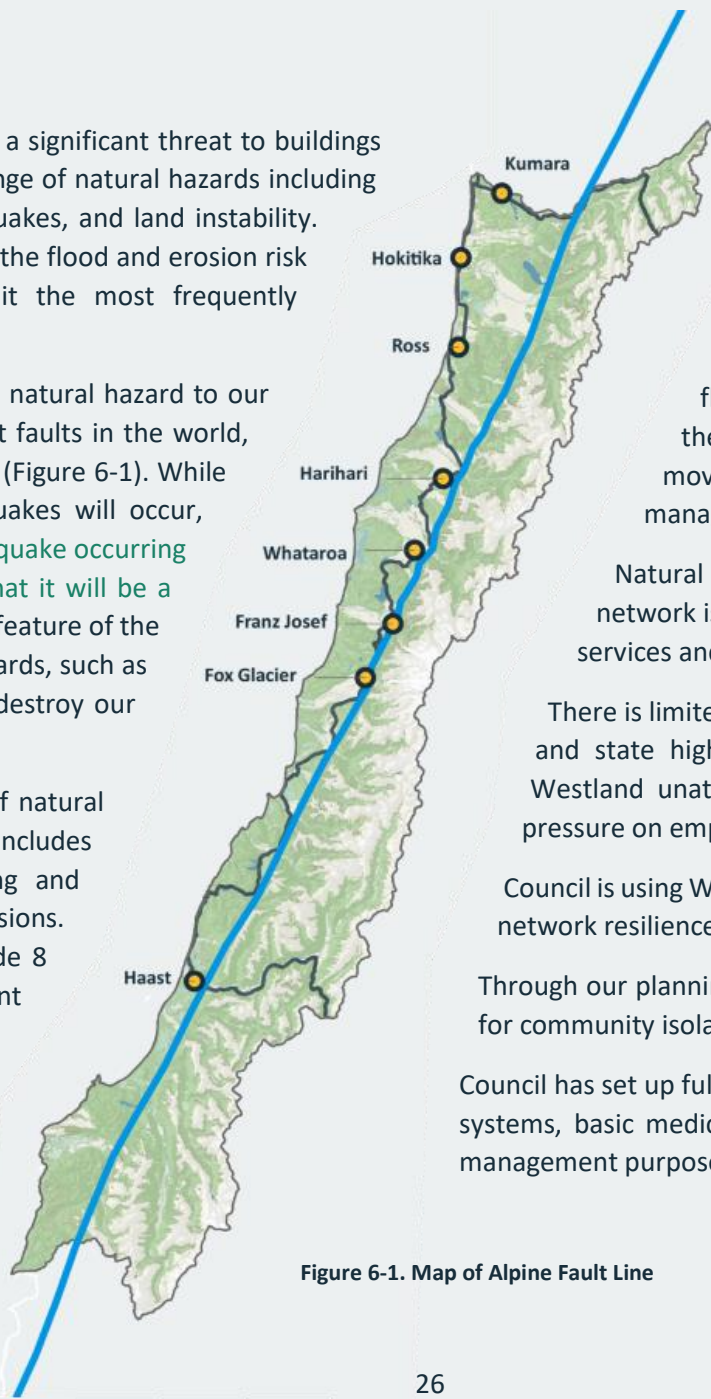 a significant threat to buildings
nge of natural hazards including
uakes, and land instability.
the flood and erosion risk
it the most frequently
natural hazard to our
t faults in the world,
(Figure 6-1). While
uakes will occur,
quake occurring
hat it will be a
feature of the
ards, such as
destroy our
f natural
ncludes
ng and
sions.
de 8
nt
Kumara
Hokitika
Ross
Harihari
Whataroa
Franz Josef
Fox Glacier
Haast
f
the
mov
mana
Natural
network i
services and
There is limite
and state high
Westland unat
pressure on emp
Council is using W
network resilience
Through our planni
for community isola
Council has set up ful
systems, basic medic
management purpose
Figure 6-1. Map of Alpine Fault Line
26